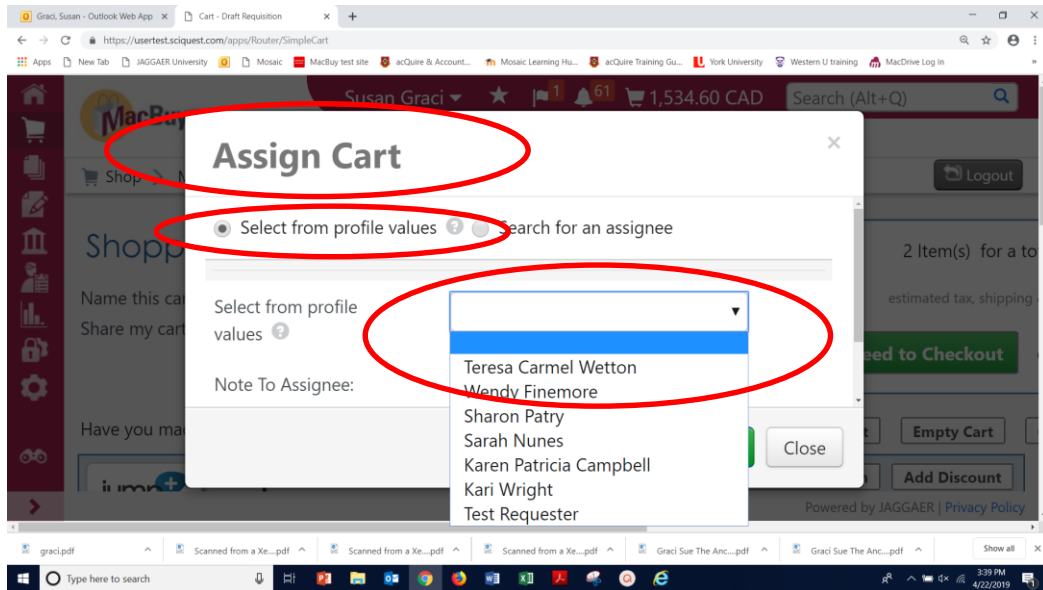 Graci, Susan - Outlook Web App
Cart - Draft Requisition
https://usertest.sciquest.com/apps/Router/SimpleCart
Apps New Tab JAGGAER University Mosaic MacBuy test site acQuire & Account... Mosaic Learning Hu... acQuire Training Gu... York University Western U training MacDrive Log In
MacBuy
Susan Graci 1 61 1,534.60 CAD Search (Alt+Q)
Assign Cart
Shop
Logout
Select from profile values Search for an assignee
Shopp
2 Item(s) for a to
Name this car
estimated tax, shipping
Select from profile
values
Share my cart
Teresa Carmel Wetton
eed to Checkout
Note To Assignee:
Wendy Finemore
Sharon Patry
Have you ma
Empty Cart
Sarah Nunes
Close
Karen Patricia Campbell
Add Discount
Kari Wright
Test Requester
Powered by JAGGAER | Privacy Policy
graci.pdf Scanned from a Xe....pdf Scanned from a Xe....pdf Scanned from a Xe....pdf Graci Sue The Anc...pdf Graci Sue The Anc...pdf Show all
Type here to search
3:39 PM
4/22/2019